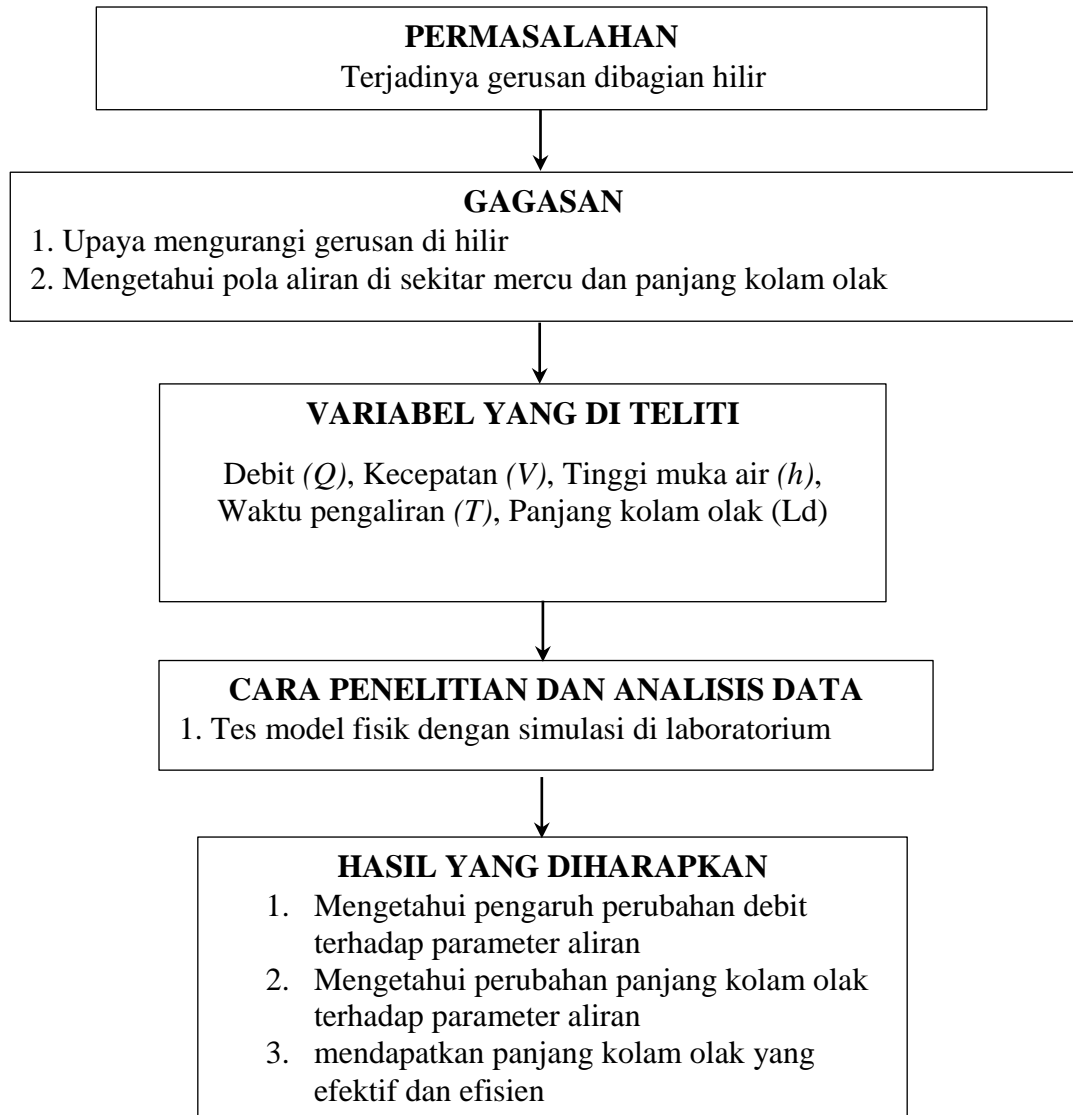 PERMASALAHAN
Terjadinya gerusan dibagian hilir
GAGASAN
1. Upaya mengurangi gerusan di hilir
2. Mengetahui pola aliran di sekitar mercu dan panjang kolam olak
VARIABEL YANG DI TELITI
Debit (Q), Kecepatan (V), Tinggi muka air (h),
Waktu pengaliran (T), Panjang kolam olak (Ld)
CARA PENELITIAN DAN ANALISIS DATA
1. Tes model fisik dengan simulasi di laboratorium
HASIL YANG DIHARAPKAN
1. Mengetahui pengaruh perubahan debit
terhadap parameter aliran
2. Mengetahui perubahan panjang kolam olak
terhadap parameter aliran
3. mendapatkan panjang kolam olak yang
efektif dan efisien